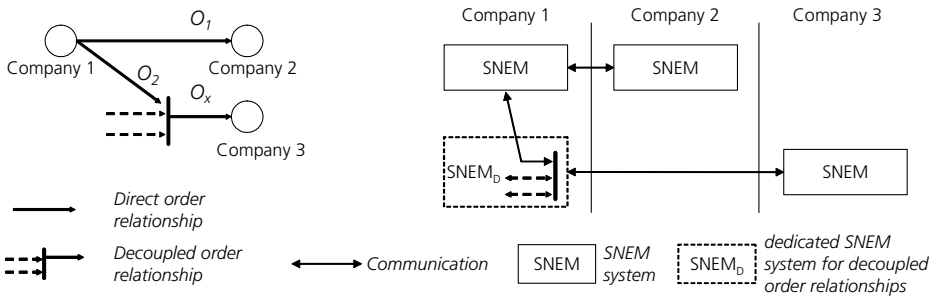 O1
Company 1
Company 2
O2
Ox
Company 3
Direct order
relationship
Decoupled order
relationship
Company 1
Company 2
Company 3
SNEM
SNEM
SNEMD
SNEM
Communication
SNEM
SNEM
system
SNEMD
dedicated SNEM
system for decoupled
order relationships